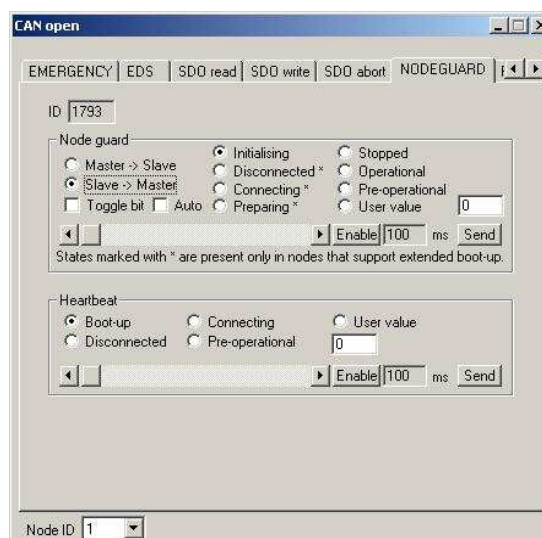 CAN open
EMERGENCY EDS SDO read SDO write SDO abort NODEGUARD
ID 1793
Node guard
Master -> Slave
Slave -> Master
Toggle bit Auto
Initialising
Disconnected *
Connecting *
Preparing *
Stopped
Operational
Pre-operational
User value 0
Enable 100 ms Send
States marked with * are present only in nodes that support extended boot-up.
Heartbeat
Boot-up Connecting User value
Disconnected Pre-operational 0
Enable 100 ms Send
Node ID 1